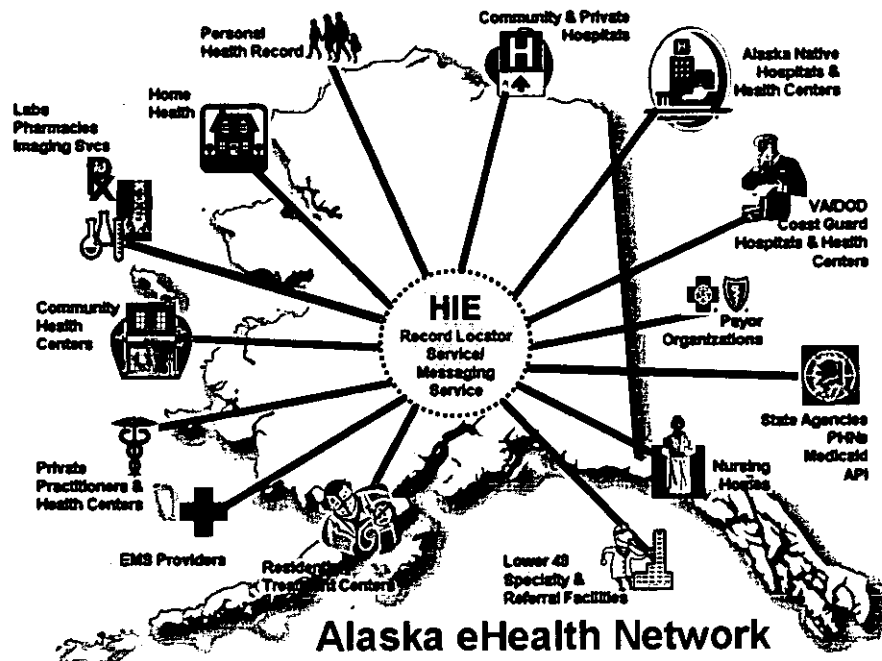 Personal
Health Record
Community & Private
Hospitals
Alaska Native
Hospitals &
Health Centers
Home
Health
Labs
Pharmacies
Imaging Svcs
VA/DOD
Coast Guard
Hospitals & Health
Centers
HIE
Record Locator
Service/
Messaging
Service
Community
Health
Centers
Payor
Organizations
State Agencies
PHNs
Medicaid
API
Private
Practitioners &
Health Centers
Nursing
Homes
EMS Providers
Residential
Treatment Centers
Lower 48
Specialty &
Referral Facilities
Alaska eHealth Network